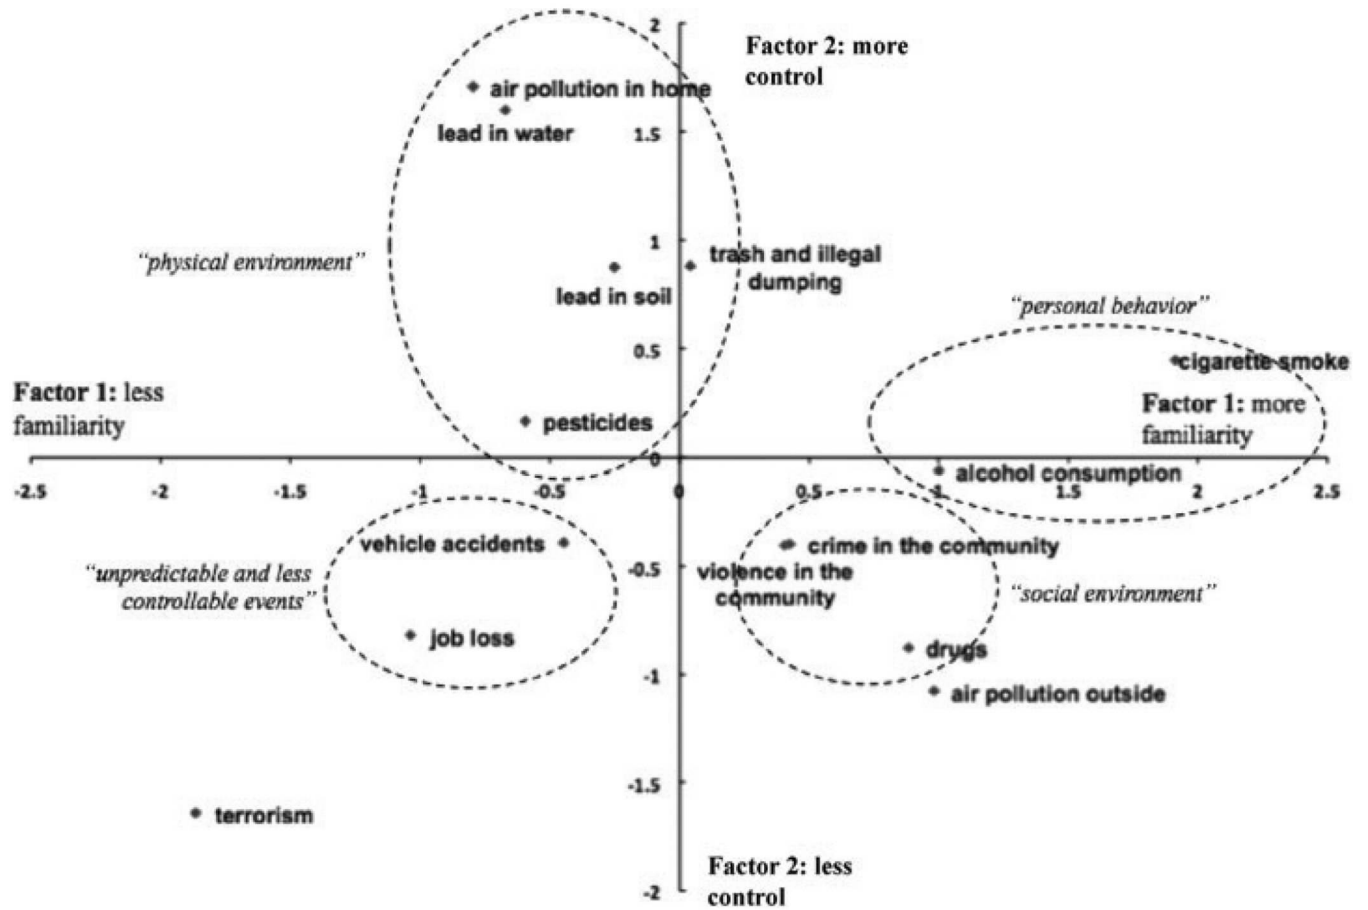 2
Factor 2: more
control
air pollution in home
lead in water
1.5
“physical environment”
1
trash and illegal
dumping
lead in soil
“personal behavior”
0.5
cigarette smoke
Factor 1: less
familiarity
Factor 1: more
familiarity
pesticides
0
alcohol consumption
-2.5 -2 -1.5 -1 -0.5 0 0.5 1 1.5 2 2.5
vehicle accidents
crime in the community
-0.5
violence in the
community
“unpredictable and less
controllable events”
“social environment”
job loss
drugs
-1
air pollution outside
-1.5
terrorism
Factor 2: less
control
-2